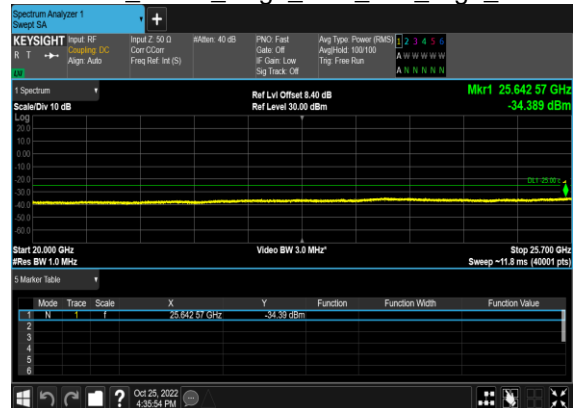 Spectrum Analyzer 1
Swept SA
+
KEYSIGHT
R T
LW
Input: RF
Coupling: DC
Align: Auto
Input Z: 50 Ω
Corr CCorr
Freq Ref: Int (S)
#Atten: 40 dB
PNO: Fast
Gate: Off
IF Gain: Low
Sig Track: Off
Avg Type: Power (RMS)
Avg|Hold: 100/100
Trig: Free Run
1 2 3 4 5 6
A W W W W W
A N N N N N
1 Spectrum
Scale/Div 10 dB
Ref Lvl Offset 8.40 dB
Ref Level 30.00 dBm
Mkr1 25.642 57 GHz
-34.389 dBm
Log
20.0
10.0
0.00
-10.0
-20.0
-30.0
-40.0
-50.0
-60.0
Start 20.000 GHz
#Res BW 1.0 MHz
Video BW 3.0 MHz*
Stop 25.700 GHz
Sweep ~11.8 ms (40001 pts)
5 Marker Table
Mode Trace Scale X Y Function Function Width Function Value
1 N 1 f 25.642 57 GHz -34.39 dBm
2
3
4
5
6
?
Oct 25, 2022
4:35:54 PM